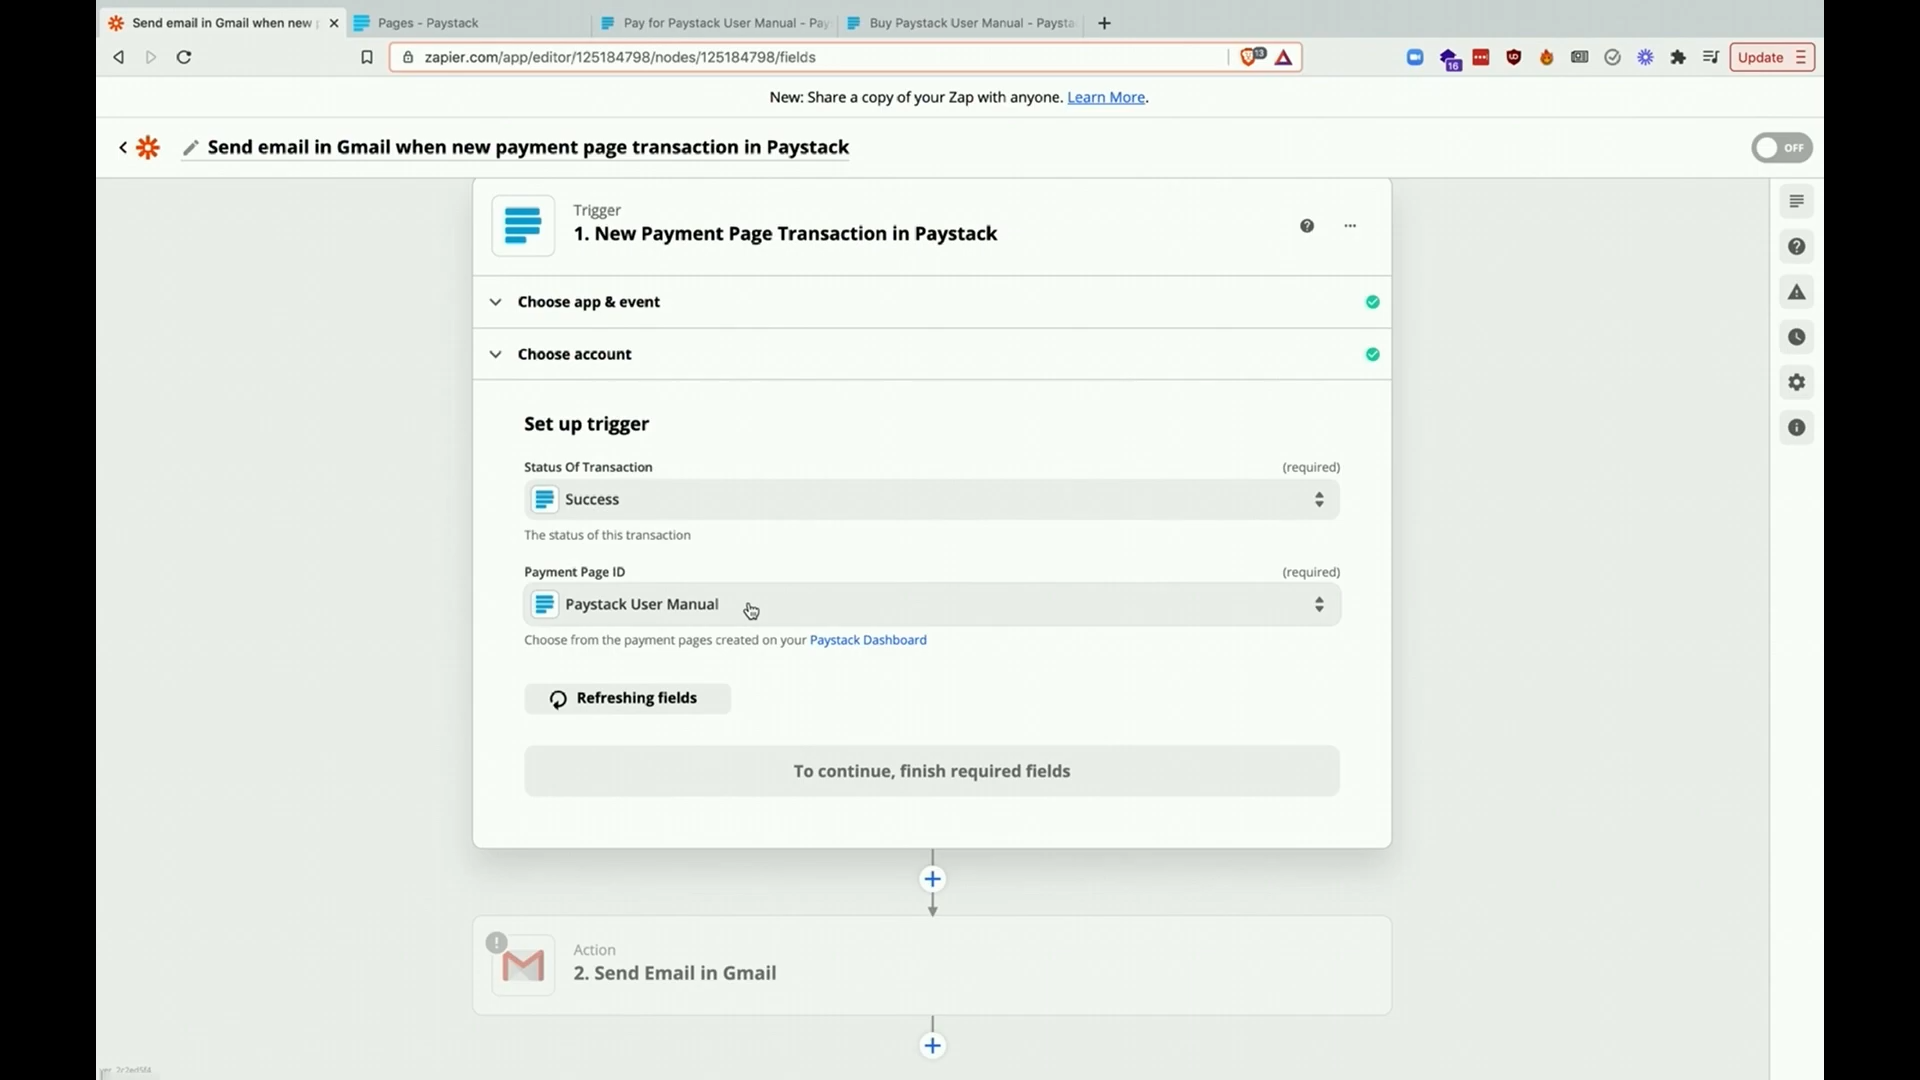 Send email in Gmail when new
Pages - Paystack
Pay for Paystack User Manual - Pay
Buy Paystack User Manual - Paysta
zapier.com/app/editor/125184798/nodes/125184798/fields
13
16
Update
New: Share a copy of your Zap with anyone. Learn More.
Send email in Gmail when new payment page transaction in Paystack
OFF
Trigger
1. New Payment Page Transaction in Paystack
Choose app & event
Choose account
Set up trigger
Status Of Transaction
(required)
Success
The status of this transaction
Payment Page ID
(required)
Paystack User Manual
Choose from the payment pages created on your Paystack Dashboard
Refreshing fields
To continue, finish required fields
Action
2. Send Email in Gmail